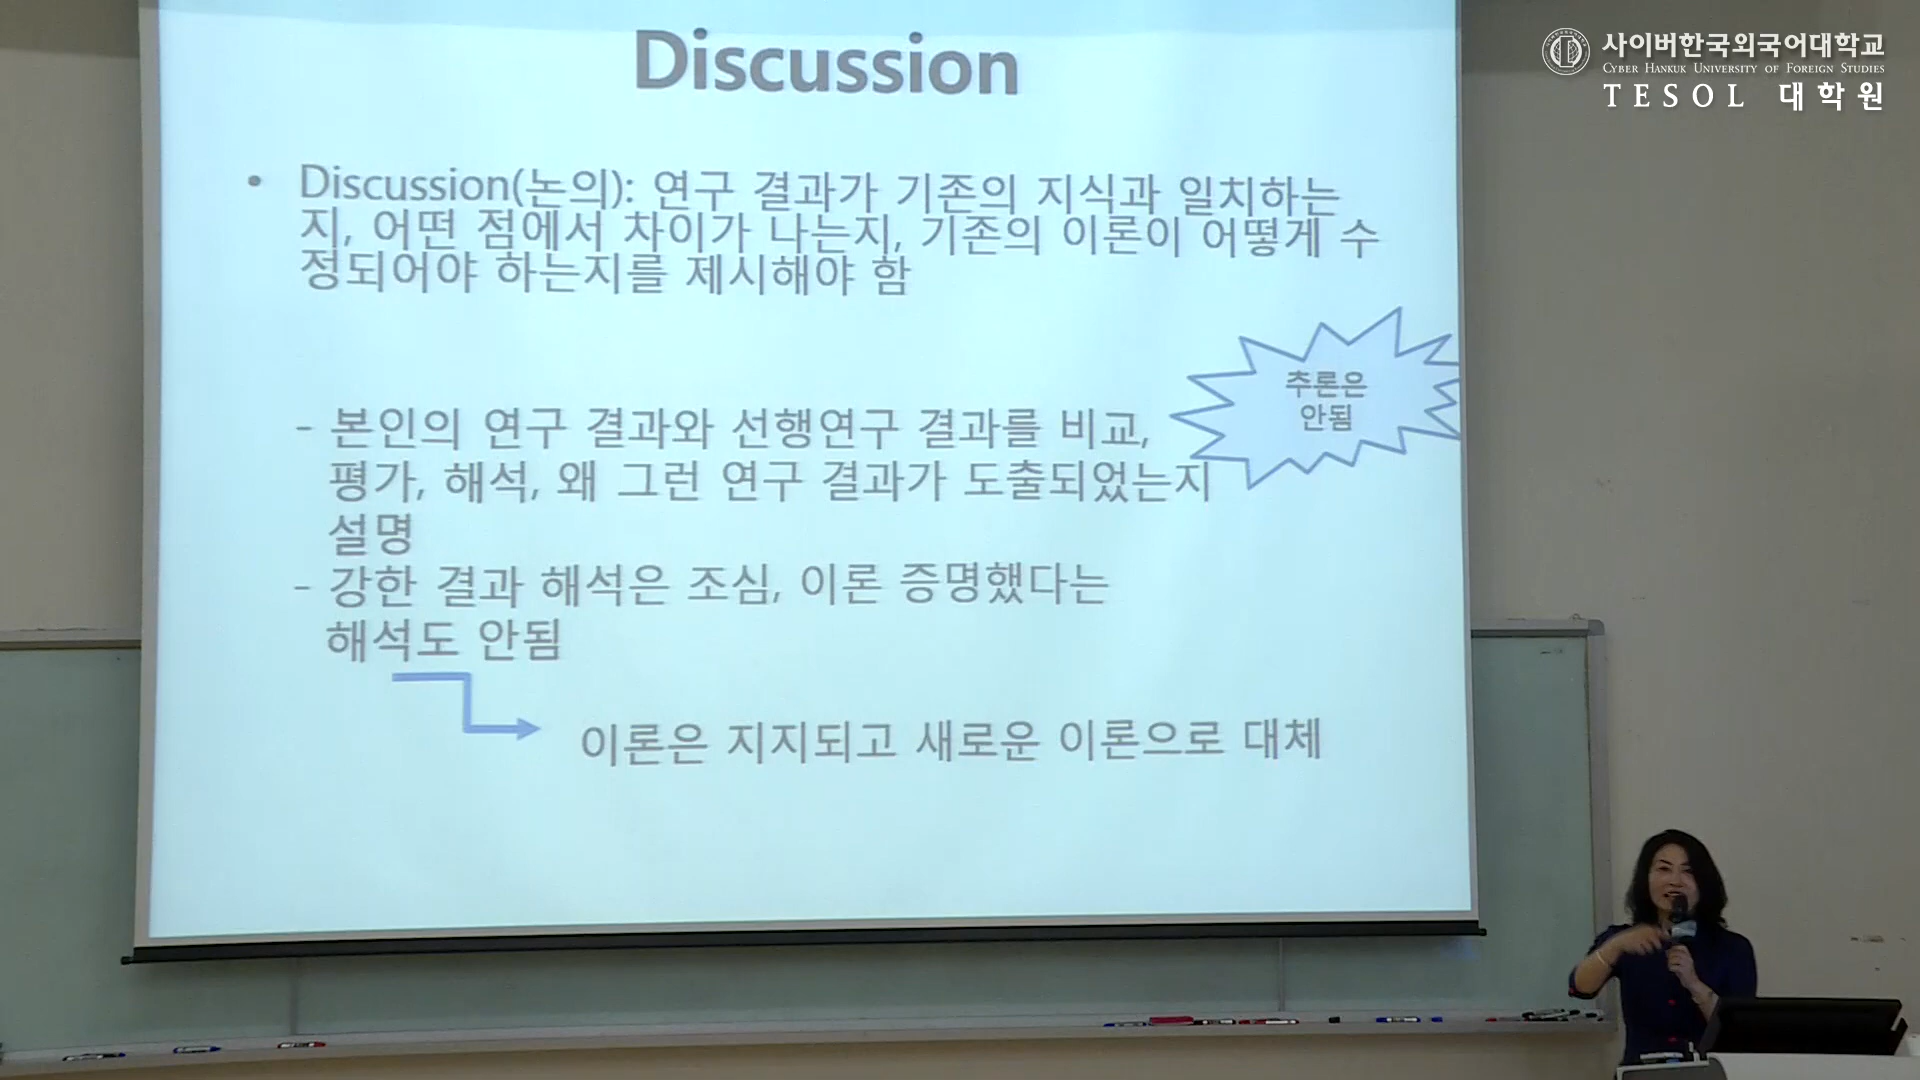 Discussion
사이버한국외국어대학교
CYBER HANKUK UNIVERSITY OF FOREIGN STUDIES
TESOL 대학원
• Discussion(논의): 연구 결과가 기존의 지식과 일치하는
지, 어떤 점에서 차이가 나는지, 기존의 이론이 어떻게 수
정되어야 하는지를 제시해야 함
추론은
안됨
- 본인의 연구 결과와 선행연구 결과를 비교,
평가, 해석, 왜 그런 연구 결과가 도출되었는지
설명
- 강한 결과 해석은 조심, 이론 증명했다는
해석도 안됨
이론은 지지되고 새로운 이론으로 대체